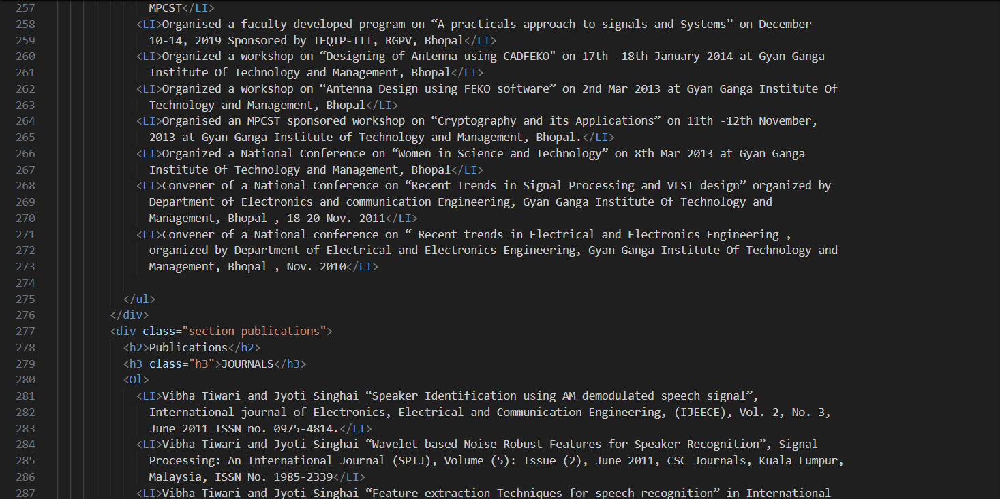 257 MPCST</LI>
258 <LI>Organised a faculty developed program on “A practicals approach to signals and Systems” on December
259 10-14, 2019 Sponsored by TEQIP-III, RGPV, Bhopal</LI>
260 <LI>Organized a workshop on “Designing of Antenna using CADFEKO" on 17th -18th January 2014 at Gyan Ganga
261 Institute Of Technology and Management, Bhopal</LI>
262 <LI>Organized a workshop on “Antenna Design using FEKO software” on 2nd Mar 2013 at Gyan Ganga Institute Of
263 Technology and Management, Bhopal</LI>
264 <LI>Organised an MPCST sponsored workshop on “Cryptography and its Applications” on 11th -12th November,
265 2013 at Gyan Ganga Institute of Technology and Management, Bhopal.</LI>
266 <LI>Organized a National Conference on “Women in Science and Technology” on 8th Mar 2013 at Gyan Ganga
267 Institute Of Technology and Management, Bhopal</LI>
268 <LI>Convener of a National Conference on “Recent Trends in Signal Processing and VLSI design” organized by
269 Department of Electronics and communication Engineering, Gyan Ganga Institute Of Technology and
270 Management, Bhopal , 18-20 Nov. 2011</LI>
271 <LI>Convener of a National conference on “ Recent trends in Electrical and Electronics Engineering ,
272 organized by Department of Electrical and Electronics Engineering, Gyan Ganga Institute Of Technology and
273 Management, Bhopal , Nov. 2010</LI>
274
275 </ul>
276 </div>
277 <div class="section publications">
278 <h2>Publications</h2>
279 <h3 class="h3">JOURNALS</h3>
280 <Ol>
281 <LI>Vibha Tiwari and Jyoti Singhai “Speaker Identification using AM demodulated speech signal”,
282 International journal of Electronics, Electrical and Communication Engineering, (IJEECE), Vol. 2, No. 3,
283 June 2011 ISSN no. 0975-4814.</LI>
284 <LI>Vibha Tiwari and Jyoti Singhai “Wavelet based Noise Robust Features for Speaker Recognition”, Signal
285 Processing: An International Journal (SPIJ), Volume (5): Issue (2), June 2011, CSC Journals, Kuala Lumpur,
286 Malaysia, ISSN No. 1985-2339</LI>
287 <LI>Vibha Tiwari and Jyoti Singhai “Feature extraction Techniques for speech recognition” in International